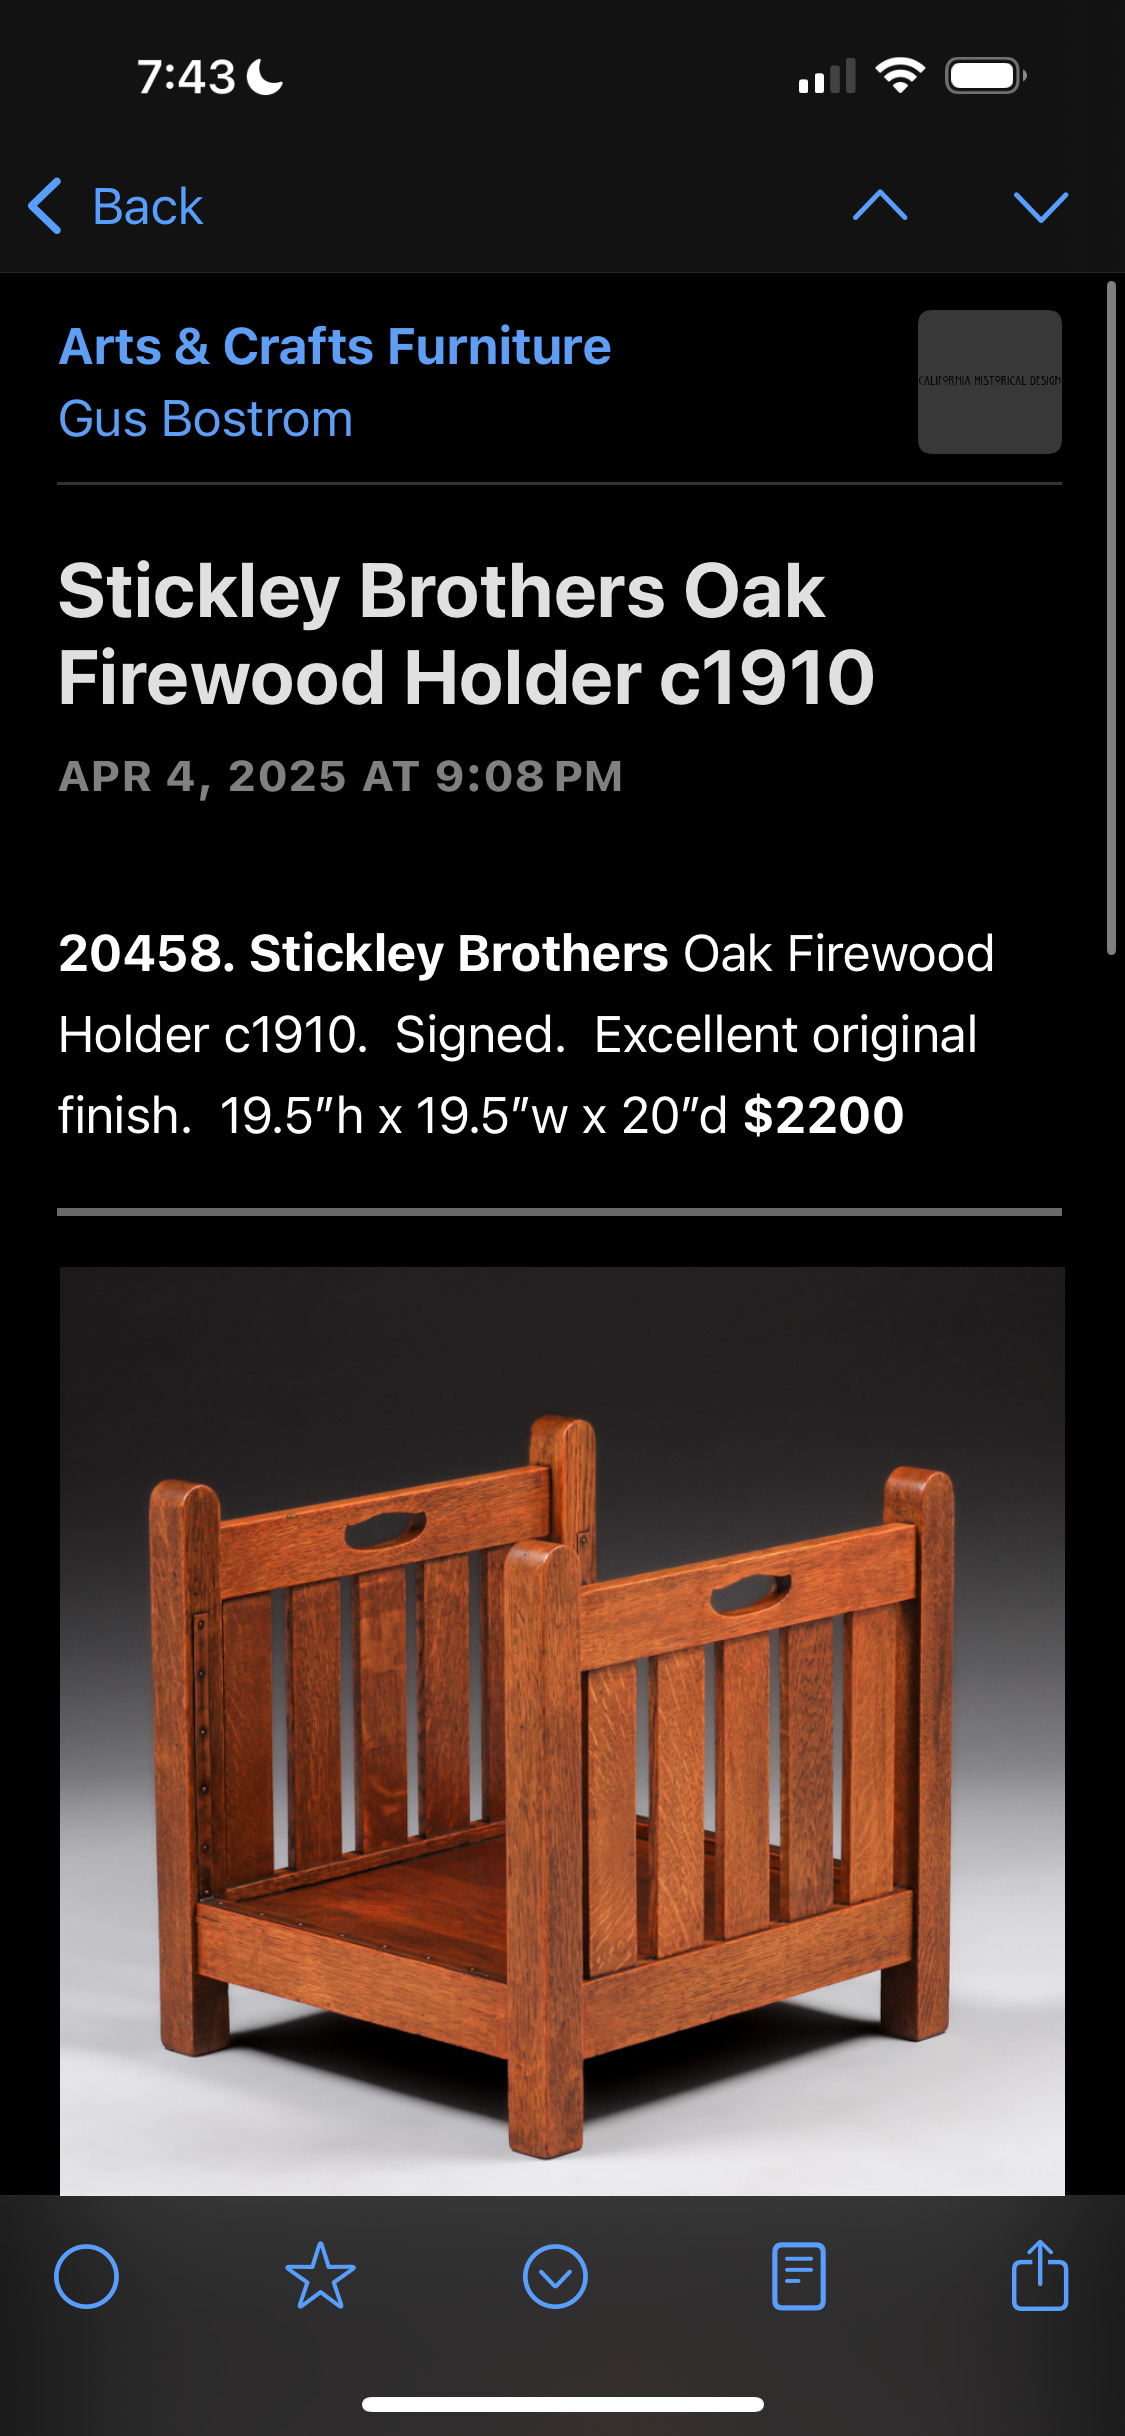 7:43
Back
Arts & Crafts Furniture
Gus Bostrom
CALIFORNIA HISTORICAL DESIGN
Stickley Brothers Oak
Firewood Holder c1910
APR 4, 2025 AT 9:08 PM
20458. Stickley Brothers Oak Firewood
Holder c1910.  Signed.  Excellent original
finish.  19.5”h x 19.5”w x 20”d $2200